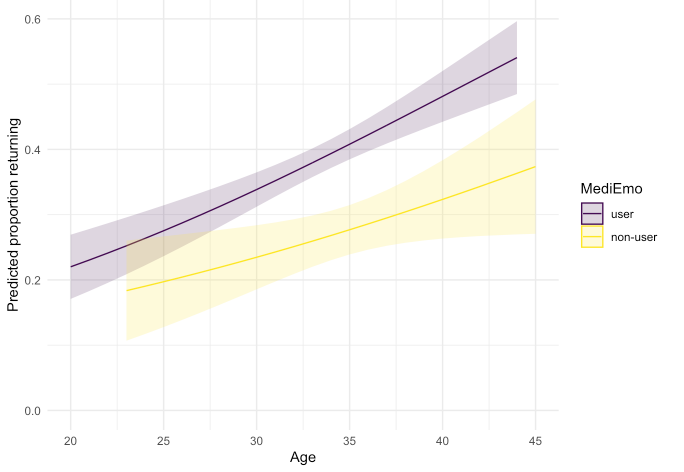 0.6
0.4
0.2
0.0
Predicted proportion returning
20 25 30 35 40 45
Age
MediEmo
user
non-user